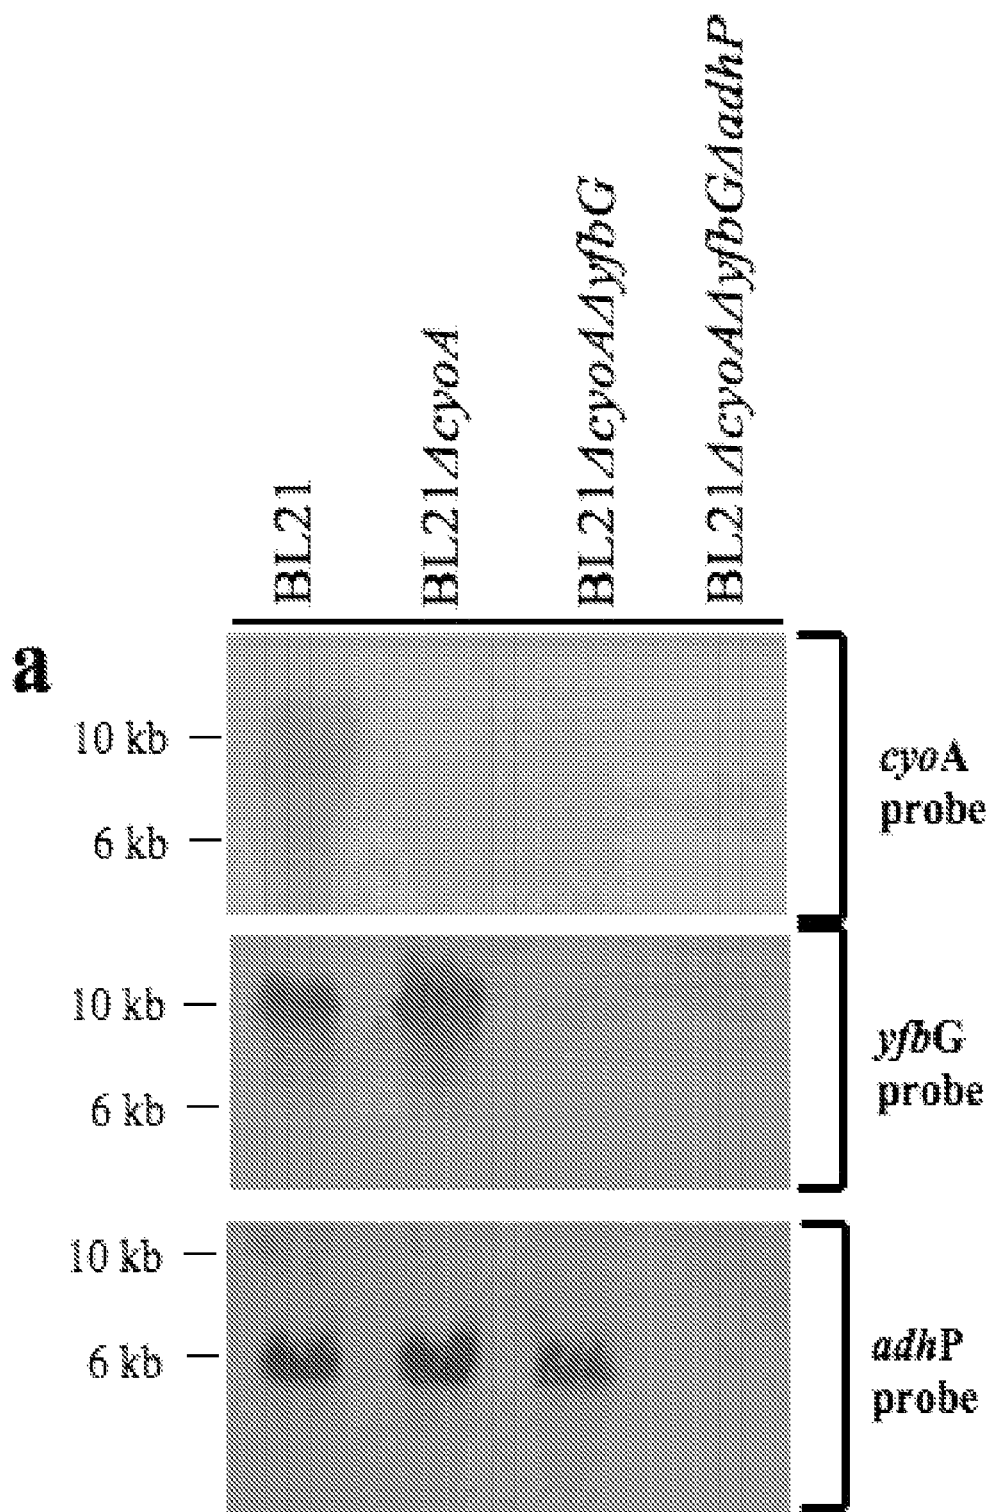 BL21
BL21ΔcyoA
BL21ΔcyoAΔyfbG
BL21ΔcyoAΔyfbGΔadhP
a
10 kb
6 kb
cyoA
probe
10 kb
6 kb
yfbG
probe
10 kb
6 kb
adhP
probe